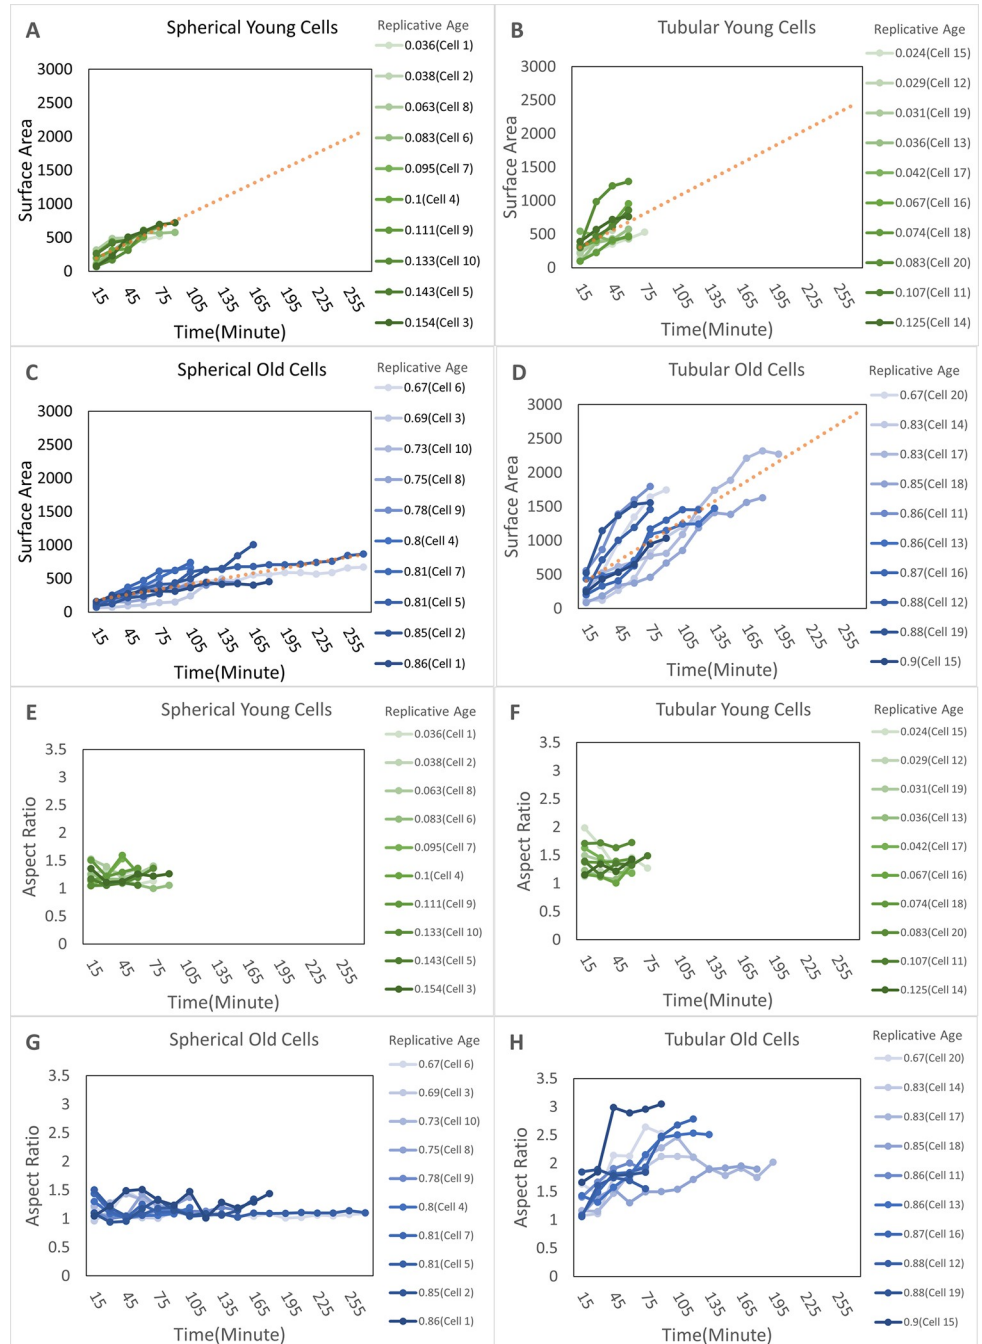 A
Spherical Young Cells
Replicative Age
0.036(Cell 1)
0.038(Cell 2)
0.063(Cell 8)
0.083(Cell 6)
0.095(Cell 7)
0.1(Cell 4)
0.111(Cell 9)
0.133(Cell 10)
0.143(Cell 5)
0.154(Cell 3)
Surface Area
3000
2500
2000
1500
1000
500
0
15 45 75 105 135 165 195 225 255
Time(Minute)
B
Tubular Young Cells
Replicative Age
0.024(Cell 15)
0.029(Cell 12)
0.031(Cell 19)
0.036(Cell 13)
0.042(Cell 17)
0.067(Cell 16)
0.074(Cell 18)
0.083(Cell 20)
0.107(Cell 11)
0.125(Cell 14)
Surface Area
3000
2500
2000
1500
1000
500
0
15 45 75 105 135 165 195 225 255
Time(Minute)
C
Spherical Old Cells
Replicative Age
0.67(Cell 6)
0.69(Cell 3)
0.73(Cell 10)
0.75(Cell 8)
0.78(Cell 9)
0.8(Cell 4)
0.81(Cell 7)
0.81(Cell 5)
0.85(Cell 2)
0.86(Cell 1)
Surface Area
3000
2500
2000
1500
1000
500
0
15 45 75 105 135 165 195 225 255
Time(Minute)
D
Tubular Old Cells
Replicative Age
0.67(Cell 20)
0.83(Cell 14)
0.83(Cell 17)
0.85(Cell 18)
0.86(Cell 11)
0.86(Cell 13)
0.87(Cell 16)
0.88(Cell 12)
0.88(Cell 19)
0.9(Cell 15)
Surface Area
3000
2500
2000
1500
1000
500
0
15 45 75 105 135 165 195 225 255
Time(Minute)
E
Spherical Young Cells
Replicative Age
0.036(Cell 1)
0.038(Cell 2)
0.063(Cell 8)
0.083(Cell 6)
0.095(Cell 7)
0.1(Cell 4)
0.111(Cell 9)
0.133(Cell 10)
0.143(Cell 5)
0.154(Cell 3)
Aspect Ratio
3.5
3
2.5
2
1.5
1
0.5
0
15 45 75 105 135 165 195 225 255
Time(Minute)
F
Tubular Young Cells
Replicative Age
0.024(Cell 15)
0.029(Cell 12)
0.031(Cell 19)
0.036(Cell 13)
0.042(Cell 17)
0.067(Cell 16)
0.074(Cell 18)
0.083(Cell 20)
0.107(Cell 11)
0.125(Cell 14)
Aspect Ratio
3.5
3
2.5
2
1.5
1
0.5
0
15 45 75 105 135 165 195 225 255
Time(Minute)
G
Spherical Old Cells
Replicative Age
0.67(Cell 6)
0.69(Cell 3)
0.73(Cell 10)
0.75(Cell 8)
0.78(Cell 9)
0.8(Cell 4)
0.81(Cell 7)
0.81(Cell 5)
0.85(Cell 2)
0.86(Cell 1)
Aspect Ratio
3.5
3
2.5
2
1.5
1
0.5
0
15 45 75 105 135 165 195 225 255
Time(Minute)
H
Tubular Old Cells
Replicative Age
0.67(Cell 20)
0.83(Cell 14)
0.83(Cell 17)
0.85(Cell 18)
0.86(Cell 11)
0.86(Cell 13)
0.87(Cell 16)
0.88(Cell 12)
0.88(Cell 19)
0.9(Cell 15)
Aspect Ratio
3.5
3
2.5
2
1.5
1
0.5
0
15 45 75 105 135 165 195 225 255
Time(Minute)